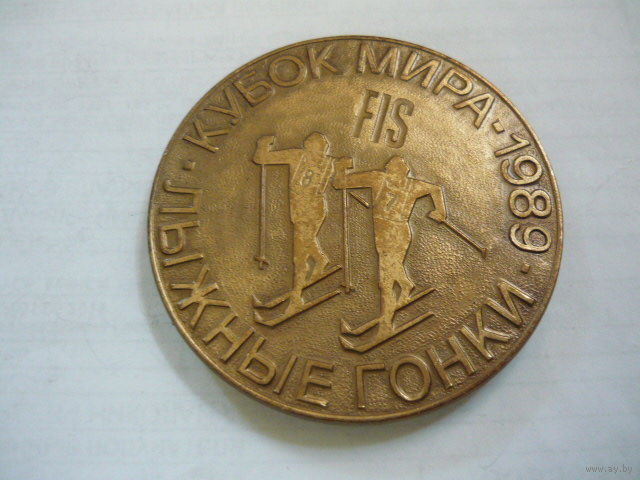 КУБОК МИРА · 1989 ·
ЛЫЖНЫЕ ГОНКИ ·
FIS
8
7
www.ay.by